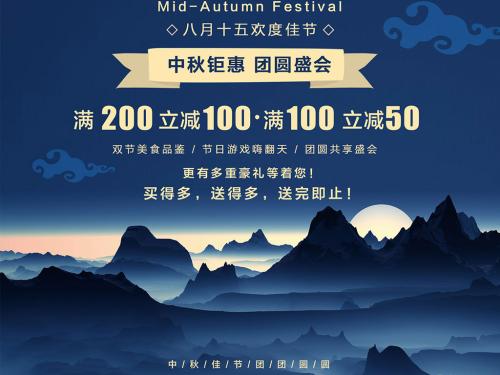 Mid-Autumn Festival
八月十五欢度佳节
中秋钜惠 团圆盛会
满 200 立减100·满100 立减50
双节美食品鉴 / 节日游戏嗨翻天 / 团圆共享盛会
更有多重豪礼等着您！
买得多，送得多，送完即止！
中/秋/佳/节/团/团/圆/圆